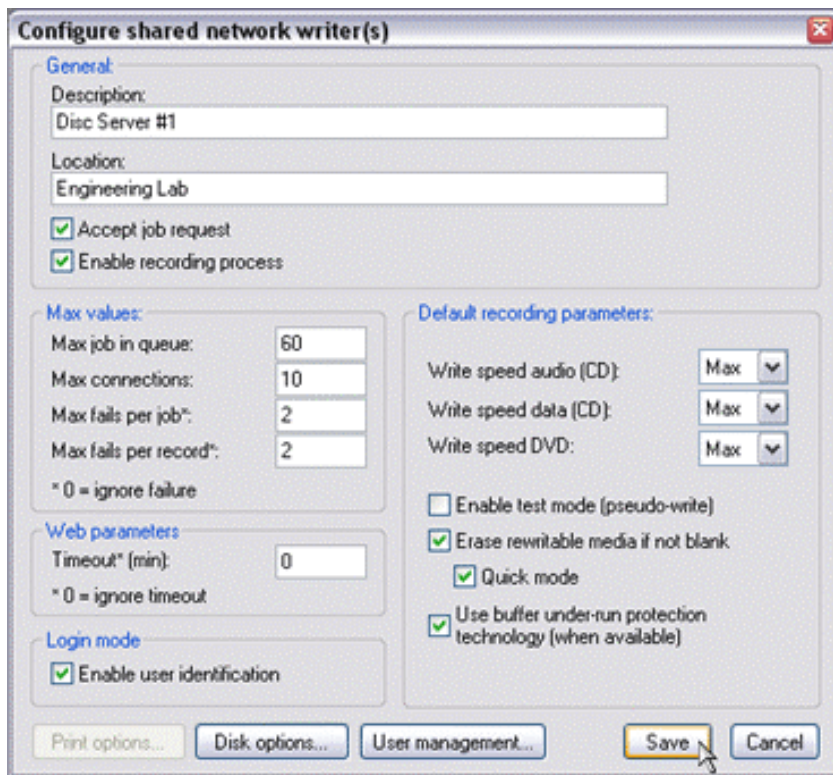 Configure shared network writer(s)
General:
Description:
Disc Server #1
Location:
Engineering Lab
Accept job request
Enable recording process
Max values:
Max job in queue: 60
Max connections: 10
Max fails per job*: 2
Max fails per record*: 2
* 0 = ignore failure
Web parameters
Timeout* (min): 0
* 0 = ignore timeout
Login mode
Enable user identification
Default recording parameters:
Write speed audio (CD): Max
Write speed data (CD): Max
Write speed DVD: Max
Enable test mode (pseudo-write)
Erase rewritable media if not blank
Quick mode
Use buffer under-run protection
technology (when available)
Print options... Disk options... User management... Save Cancel